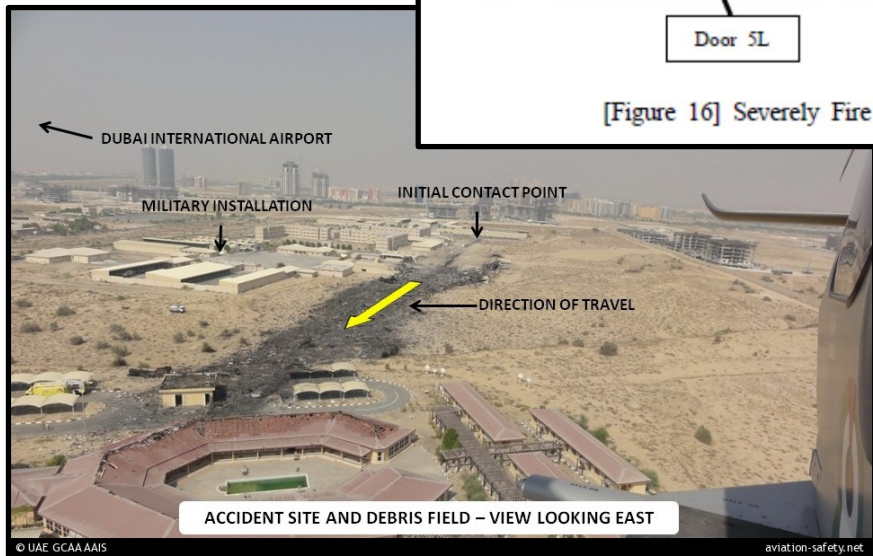 Door 5L
[Figure 16] Severely Fire
DUBAI INTERNATIONAL AIRPORT
INITIAL CONTACT POINT
MILITARY INSTALLATION
DIRECTION OF TRAVEL
ACCIDENT SITE AND DEBRIS FIELD – VIEW LOOKING EAST
© UAE GCAA AAIS
aviation-safety.net